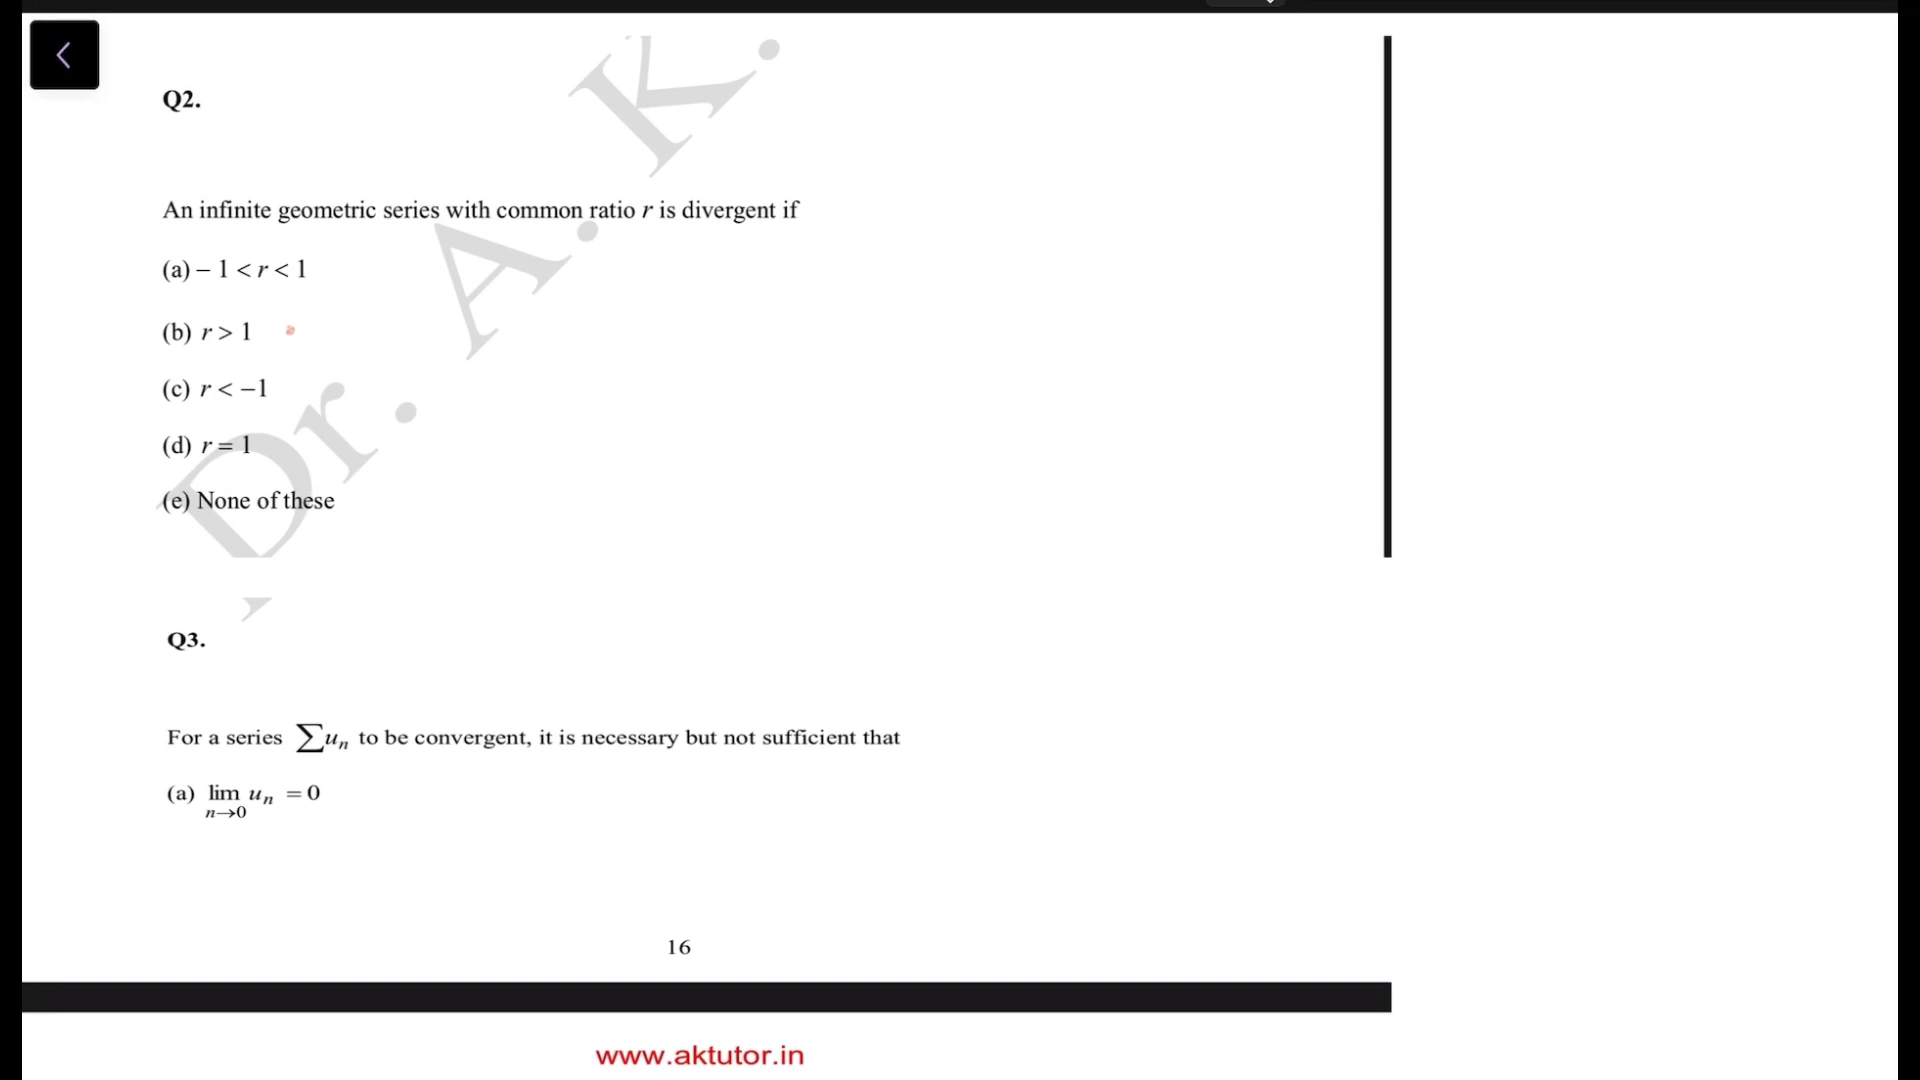 Q2.
An infinite geometric series with common ratio r is divergent if
(a) – 1 < r < 1
(b) r > 1
(c) r < –1
(d) r = 1
(e) None of these
Dr. A. K.
Q3.
For a series ∑uₙ to be convergent, it is necessary but not sufficient that
(a) lim uₙ = 0
n→0
16
www.aktutor.in